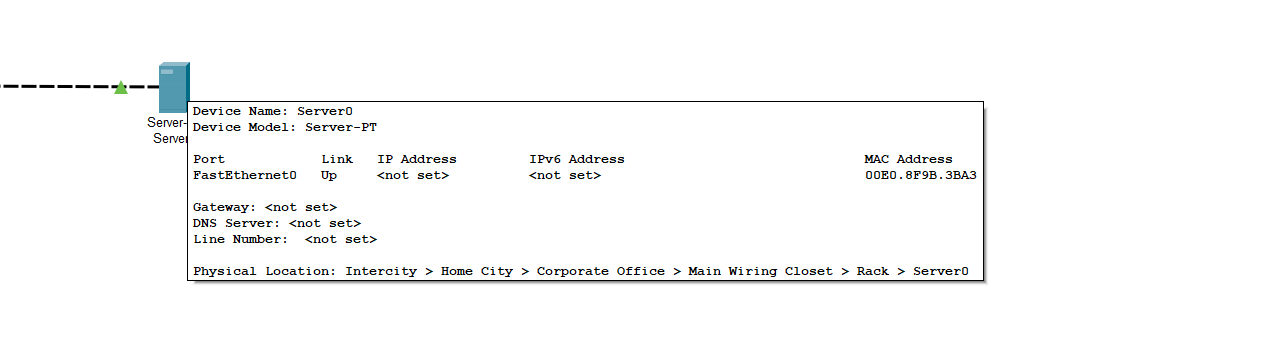 Server-
Server
Device Name: Server0
Device Model: Server-PT
Port Link IP Address IPv6 Address MAC Address
FastEthernet0 Up <not set> <not set> 00E0.8F9B.3BA3
Gateway: <not set>
DNS Server: <not set>
Line Number: <not set>
Physical Location: Intercity > Home City > Corporate Office > Main Wiring Closet > Rack > Server0